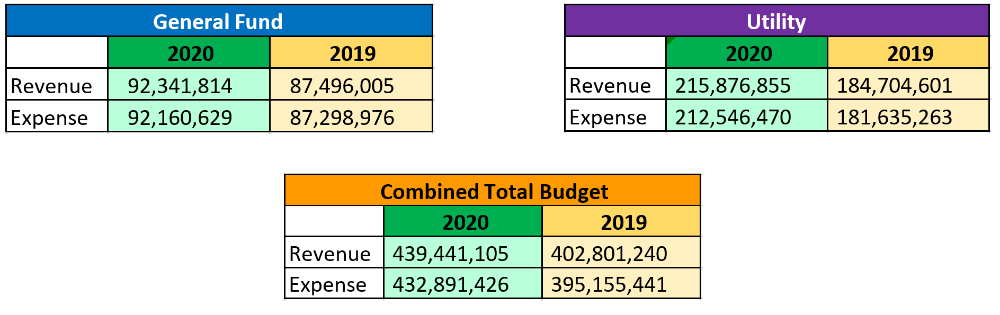 General Fund
2020 2019
Revenue 92,341,814 87,496,005
Expense 92,160,629 87,298,976
Utility
2020 2019
Revenue 215,876,855 184,704,601
Expense 212,546,470 181,635,263
Combined Total Budget
2020 2019
Revenue 439,441,105 402,801,240
Expense 432,891,426 395,155,441